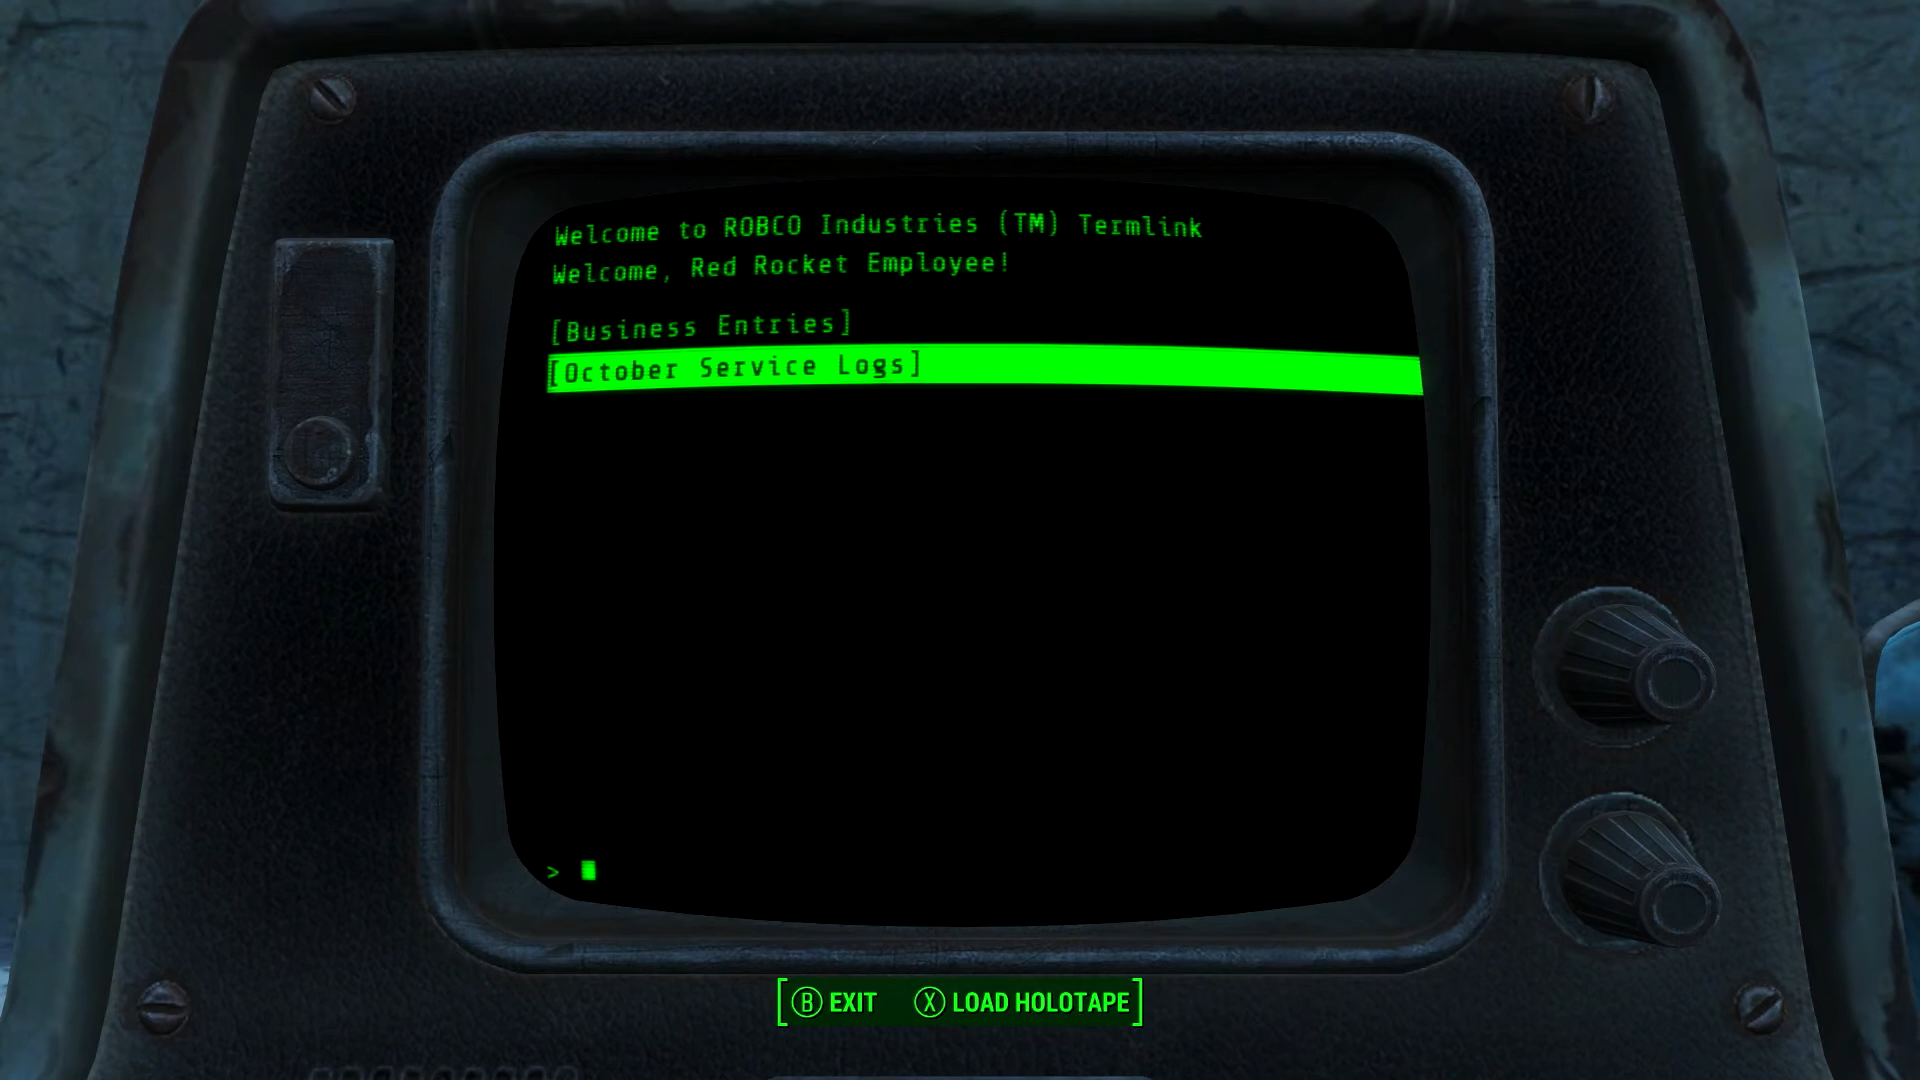 Welcome to ROBCO Industries (TM) Termlink
Welcome, Red Rocket Employee!
[Business Entries]
[October Service Logs]
>
[Ⓑ EXIT Ⓧ LOAD HOLOTAPE]